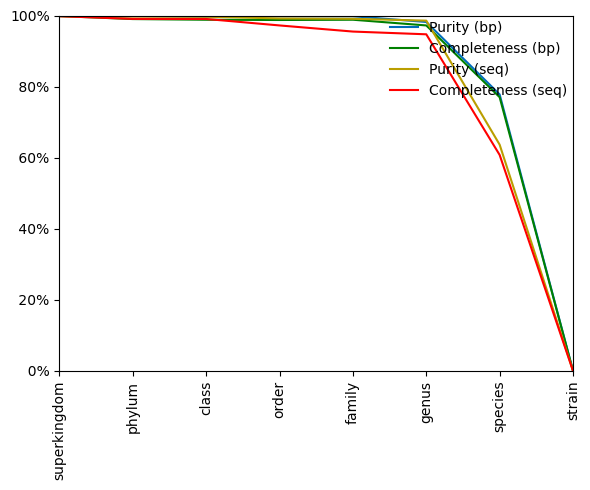 100%
80%
60%
40%
20%
0%
Purity (bp)
Completeness (bp)
Purity (seq)
Completeness (seq)
superkingdom
phylum
class
order
family
genus
species
strain